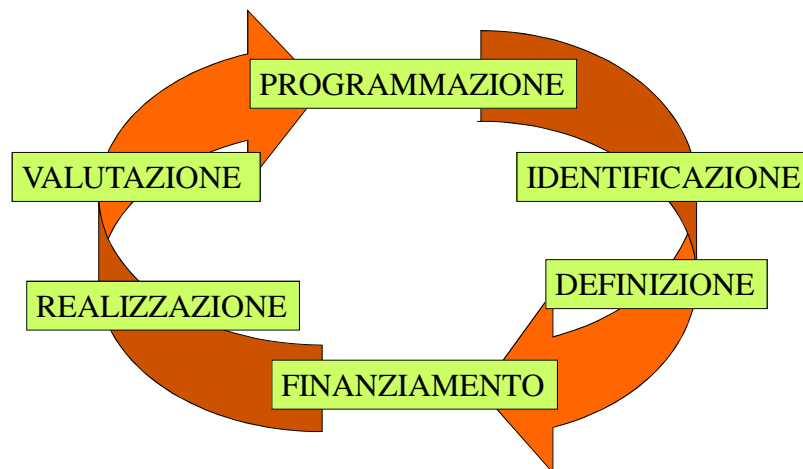 PROGRAMMAZIONE
IDENTIFICAZIONE
DEFINIZIONE
FINANZIAMENTO
REALIZZAZIONE
VALUTAZIONE